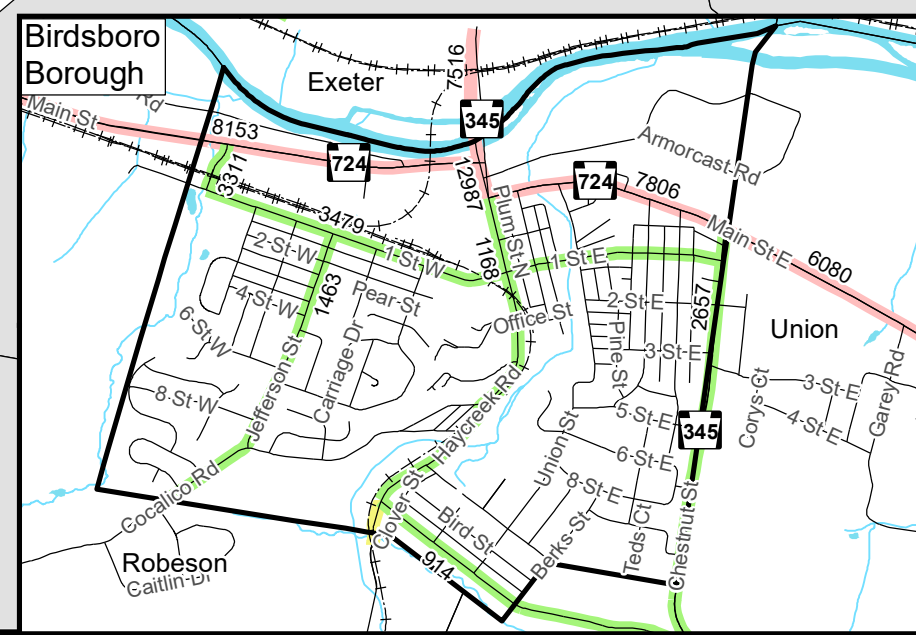 Birdsboro
Borough
Exeter
7516
345
Rd
Main St
8153
724
3311
12987
724
7806
Armorcast Rd
3479
Plum St-N
Main St-E
6080
2-St-W
1-St-W
1168
1-St-E
1463
4-St-W
Pear-St
Office-St
2-St-E
2657
Union
6-St-W
Jefferson-St
Carriage-Dr
Pine-St
3-St-E
Corys-Ct
3-St-E
Garey-Rd
8-St-W
Haycreek-Rd
5-St-E
345
4-St-E
Union-St
6-St-E
Cocalico Rd
Clover-St
8-St-E
Chestnut-St
Bird-St
Berks-St
Teds-Ct
Robeson
914
Caitlin-Dr